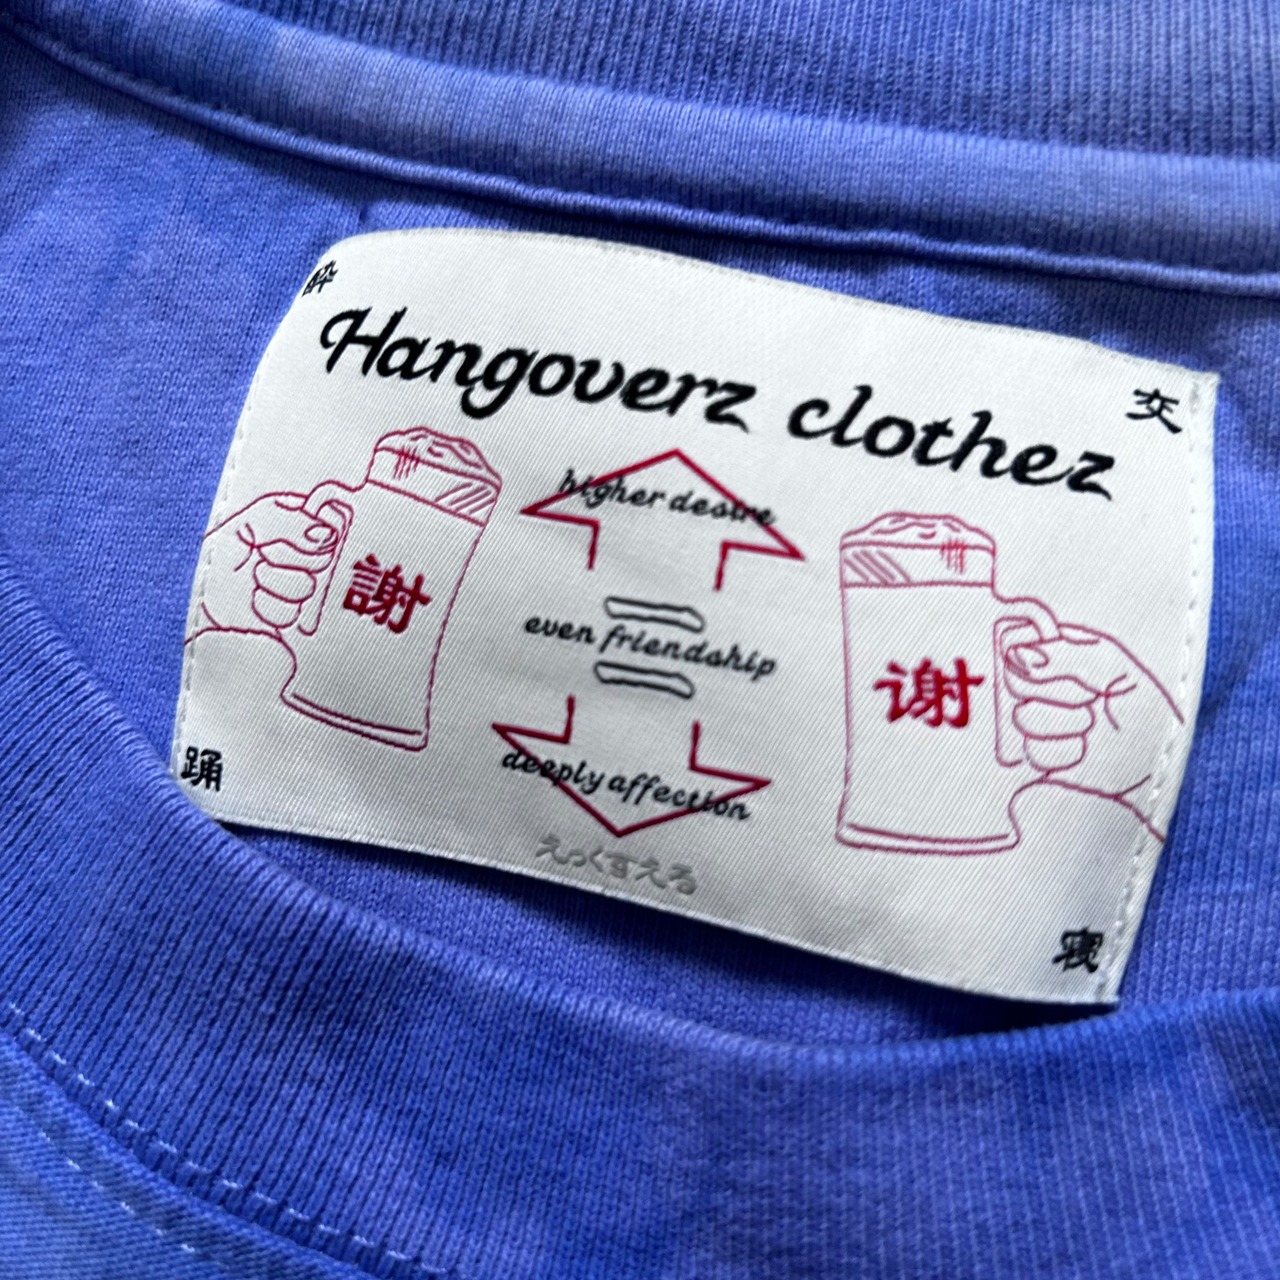 酔
交
Hangoverz clothez
higher desire
謝
even friendship
谢
deeply affection
えっくすえる
踊
寝